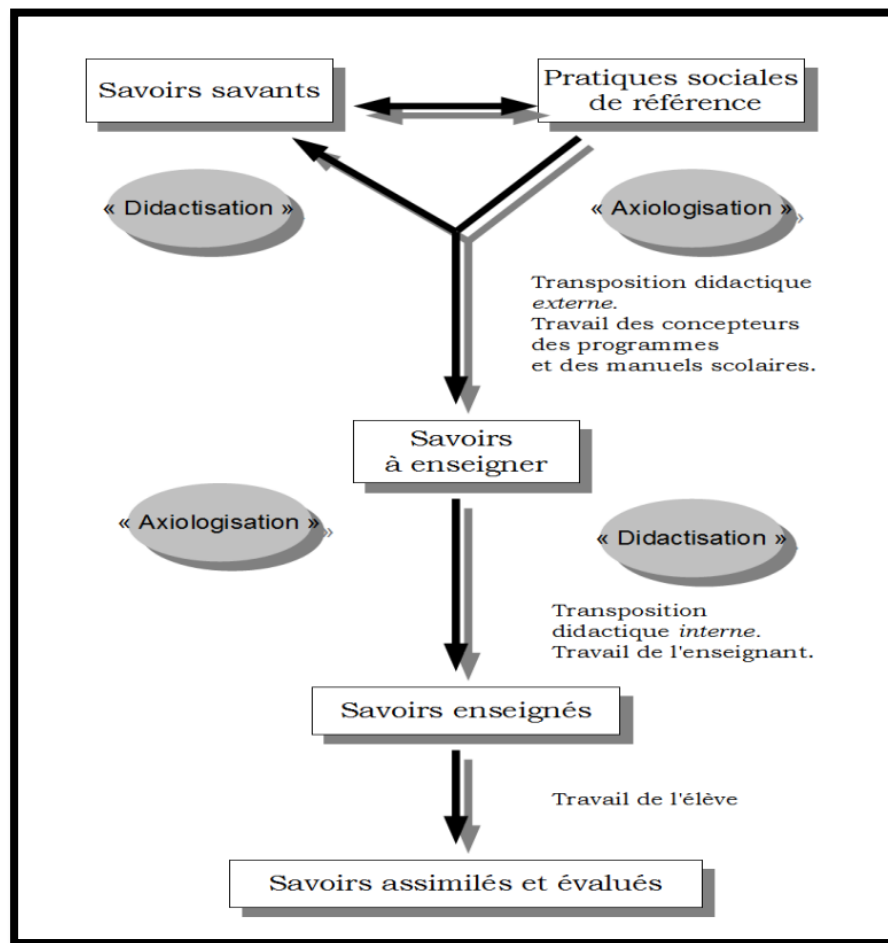 Savoirs savants
Pratiques sociales
de référence
« Didactisation »
« Axiologisation »
Transposition didactique
externe.
Travail des concepteurs
des programmes
et des manuels scolaires.
Savoirs
à enseigner
« Axiologisation »
« Didactisation »
Transposition
didactique interne.
Travail de l'enseignant.
Savoirs enseignés
Travail de l'élève
Savoirs assimilés et évalués